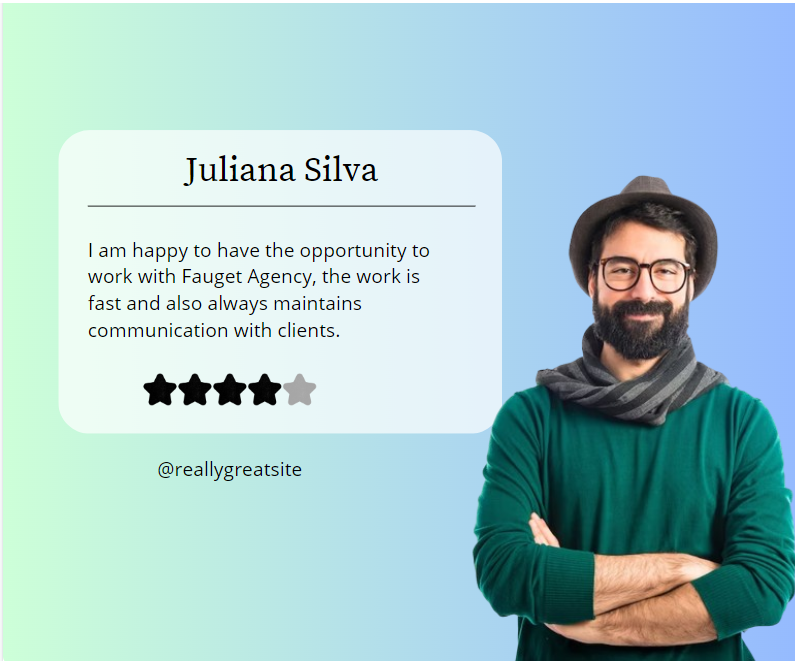 Juliana Silva
I am happy to have the opportunity to
work with Fauget Agency, the work is
fast and also always maintains
communication with clients.
@reallygreatsite